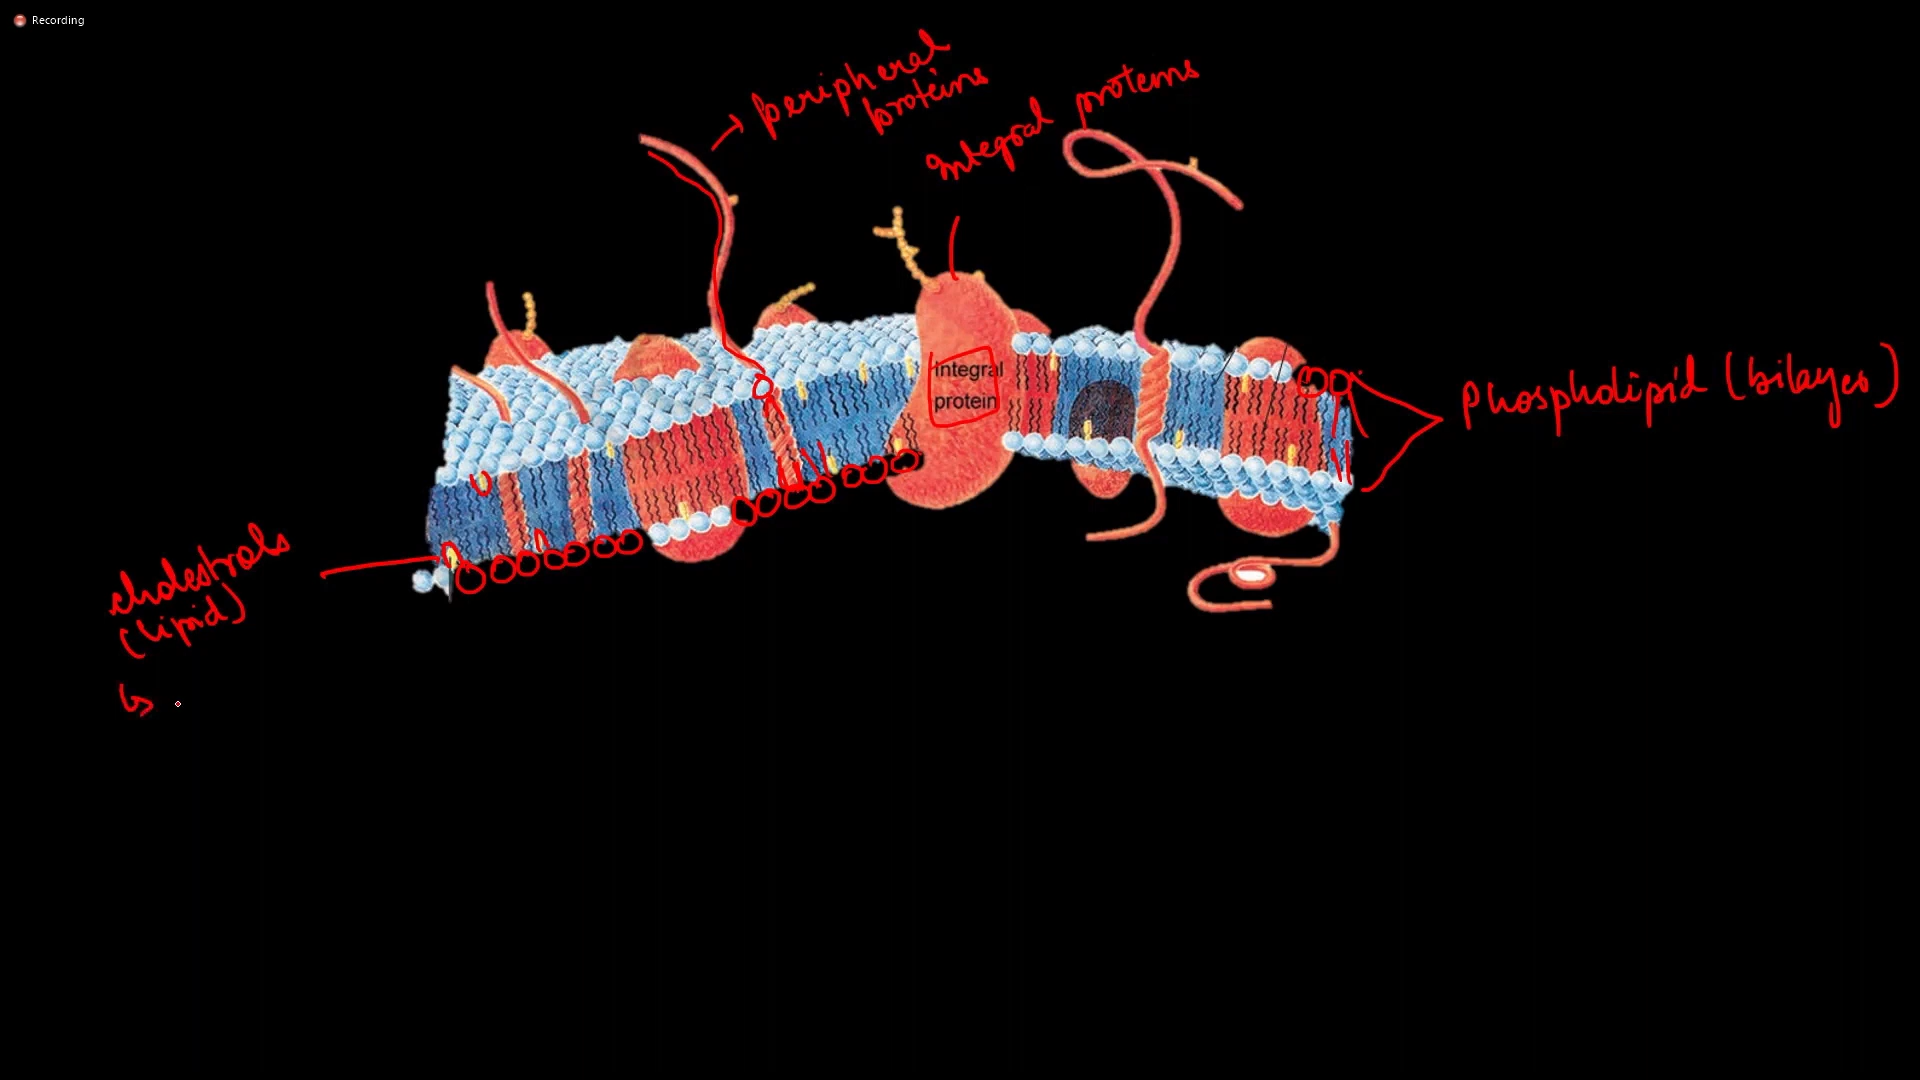 Recording
peripheral
proteins
Integral proteins
integral
protein
Phospholipid (bilayer)
cholestrols
(lipid)